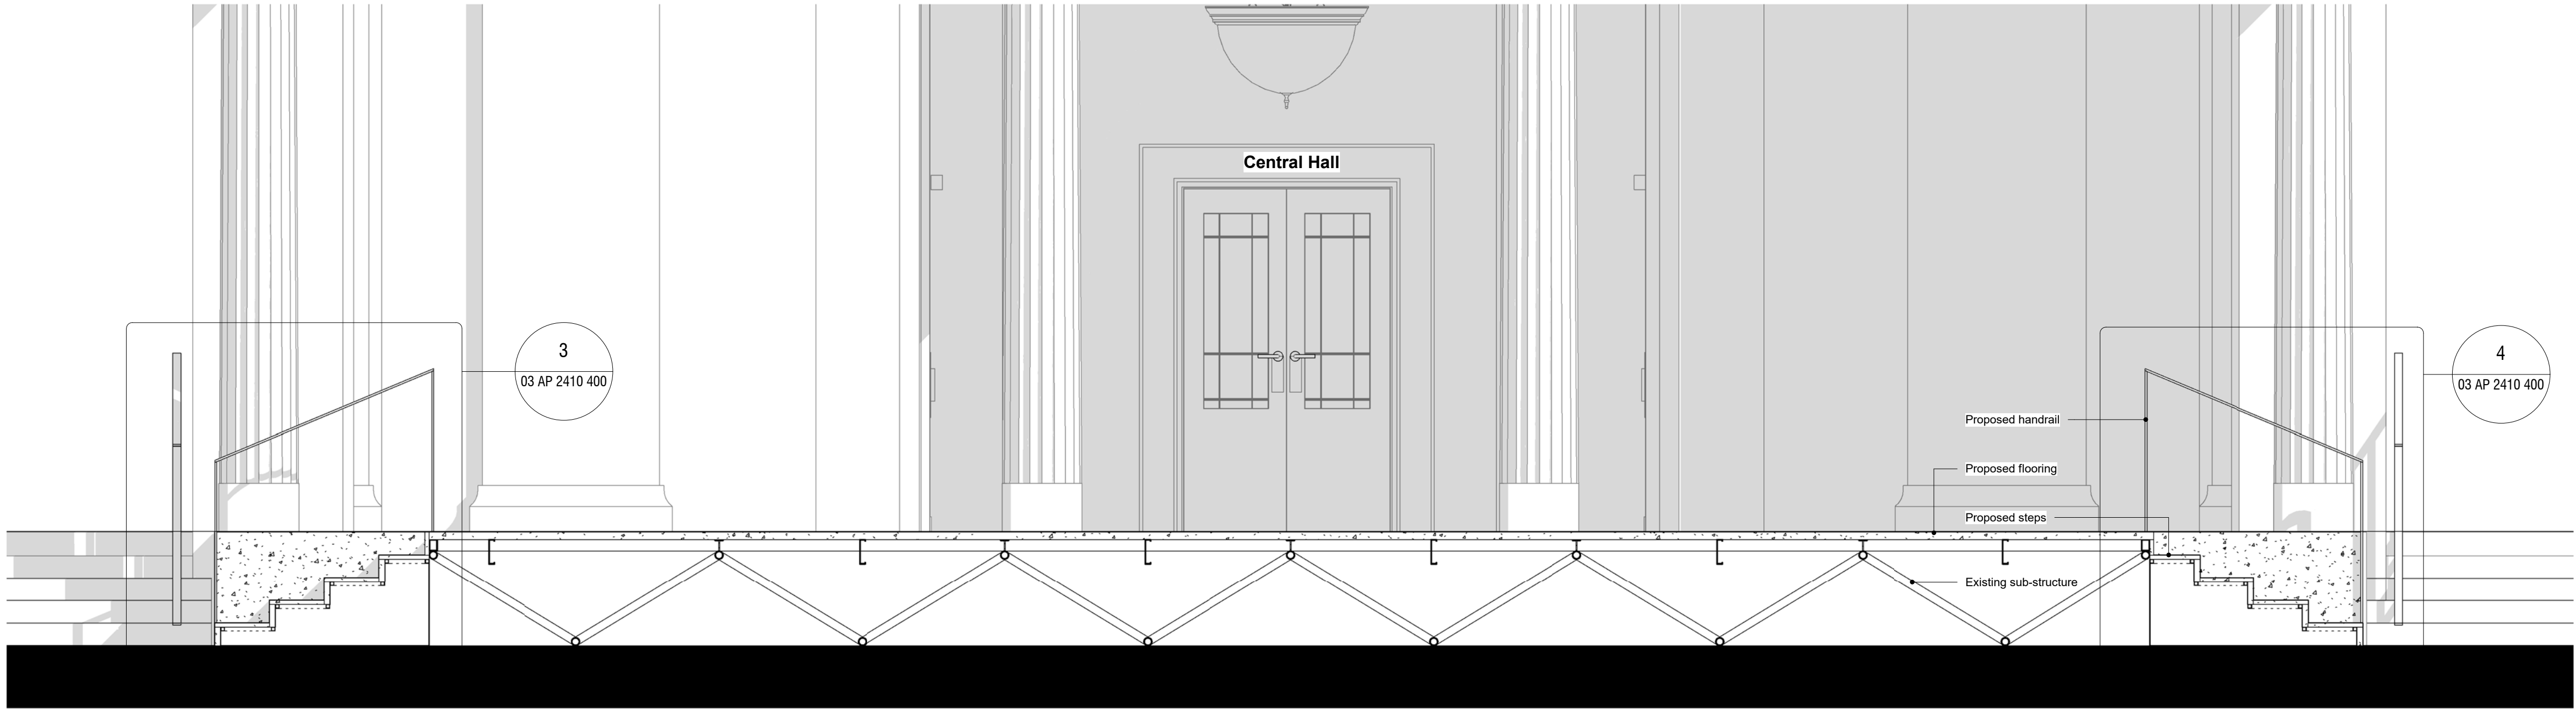 Central Hall
3
03 AP 2410 400
4
03 AP 2410 400
Proposed handrail
Proposed flooring
Proposed steps
Existing sub-structure